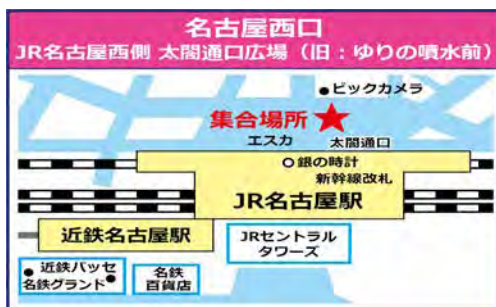 名古屋西口
JR名古屋西側 太閤通口広場（旧：ゆりの噴水前）
ビックカメラ
集合場所
エスカ
太閤通口
銀の時計
新幹線改札
JR名古屋駅
近鉄名古屋駅
JRセントラル
タワーズ
近鉄パッセ
名鉄グランド
名鉄
百貨店